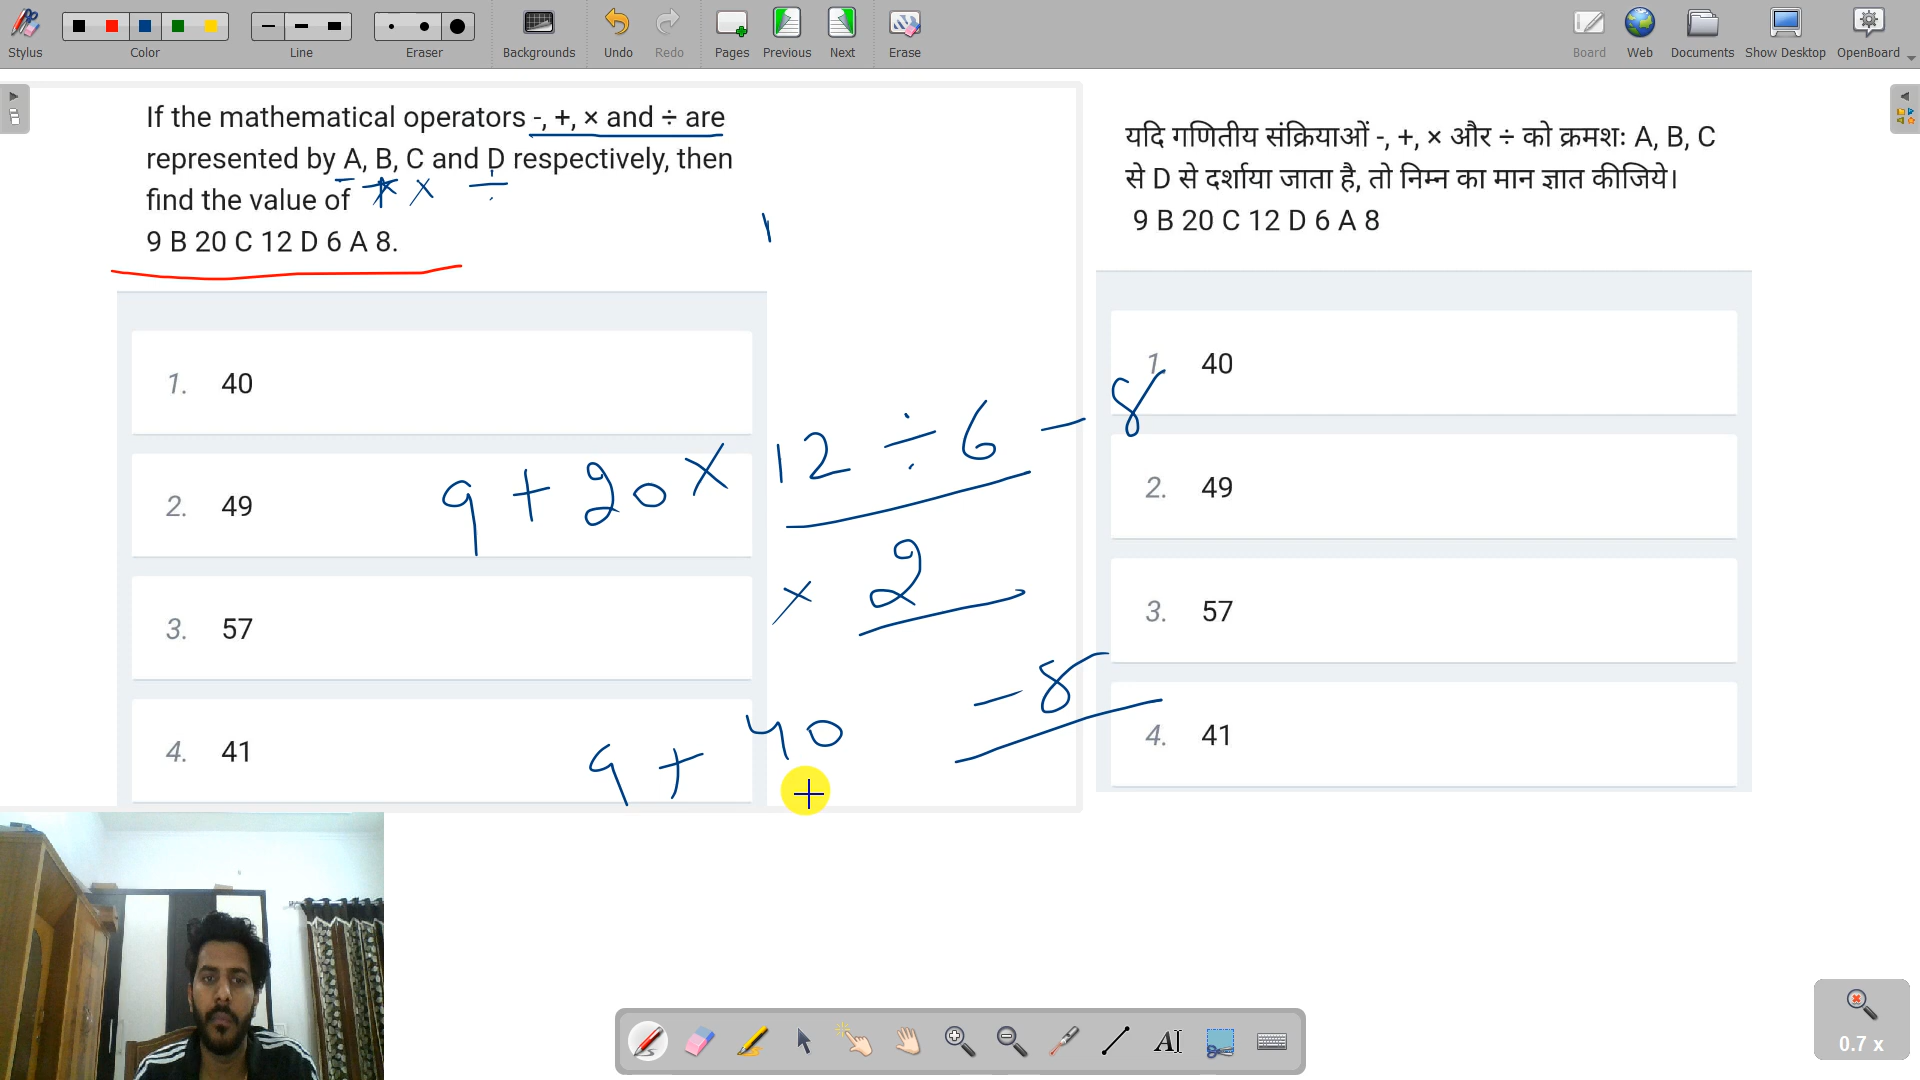 Stylus Color Line Eraser Backgrounds Undo Redo Pages Previous Next Erase Board Web Documents Show Desktop OpenBoard
If the mathematical operators -, +, × and ÷ are
represented by A, B, C and D respectively, then
find the value of
- + × ÷
9 B 20 C 12 D 6 A 8.
1. 40
2. 49
3. 57
4. 41
9 + 20 × 12 ÷ 6 - 8
× 2
- 8
9 + 40
यदि गणितीय संक्रियाओं -, +, × और ÷ को क्रमशः A, B, C
से D से दर्शाया जाता है, तो निम्न का मान ज्ञात कीजिये।
9 B 20 C 12 D 6 A 8
1. 40
2. 49
3. 57
4. 41
0.7 x